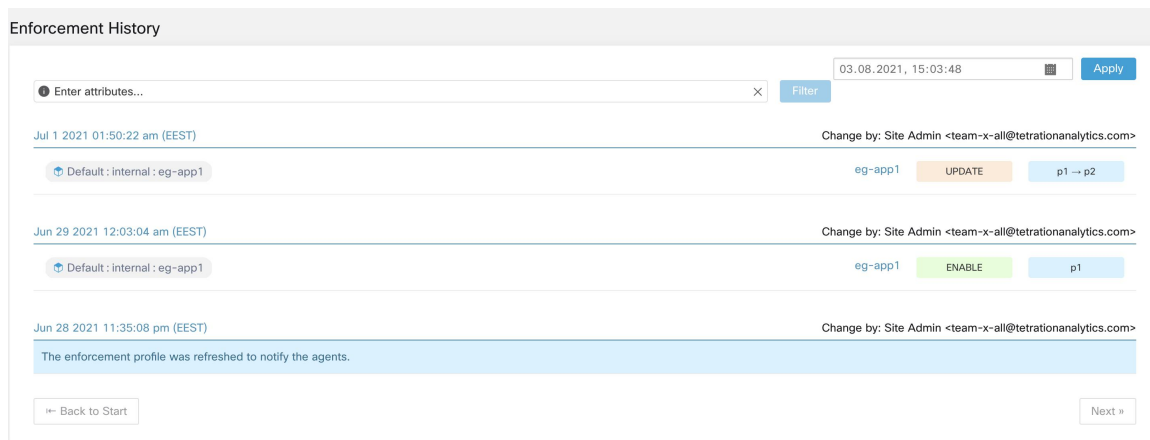 Enforcement History
03.08.2021, 15:03:48
Apply
Enter attributes...
Filter
Jul 1 2021 01:50:22 am (EEST) Change by: Site Admin <team-x-all@tetrationanalytics.com>
Default : internal : eg-app1 eg-app1 UPDATE p1 → p2
Jun 29 2021 12:03:04 am (EEST) Change by: Site Admin <team-x-all@tetrationanalytics.com>
Default : internal : eg-app1 eg-app1 ENABLE p1
Jun 28 2021 11:35:08 pm (EEST) Change by: Site Admin <team-x-all@tetrationanalytics.com>
The enforcement profile was refreshed to notify the agents.
Back to Start Next »